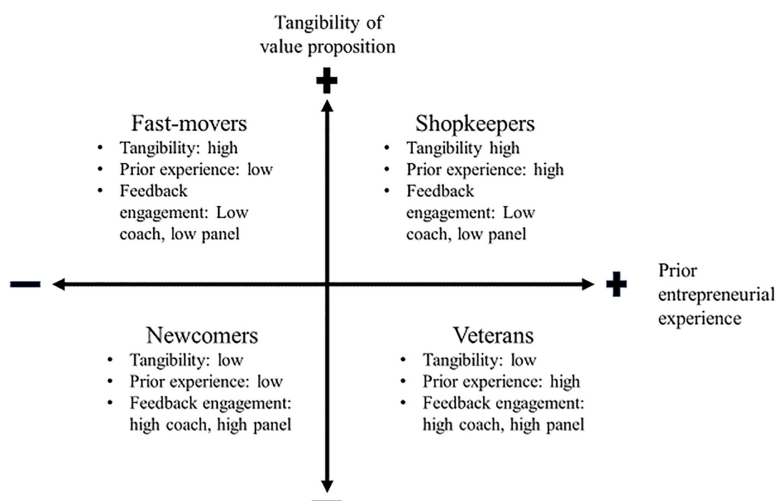 Tangibility of
value proposition
+
Fast-movers
• Tangibility: high
• Prior experience: low
• Feedback
engagement: Low
coach, low panel
Shopkeepers
• Tangibility high
• Prior experience: high
• Feedback
engagement: Low
coach, low panel
−
+
Prior
entrepreneurial
experience
Newcomers
• Tangibility: low
• Prior experience: low
• Feedback engagement:
high coach, high panel
Veterans
• Tangibility: low
• Prior experience: high
• Feedback engagement:
high coach, high panel